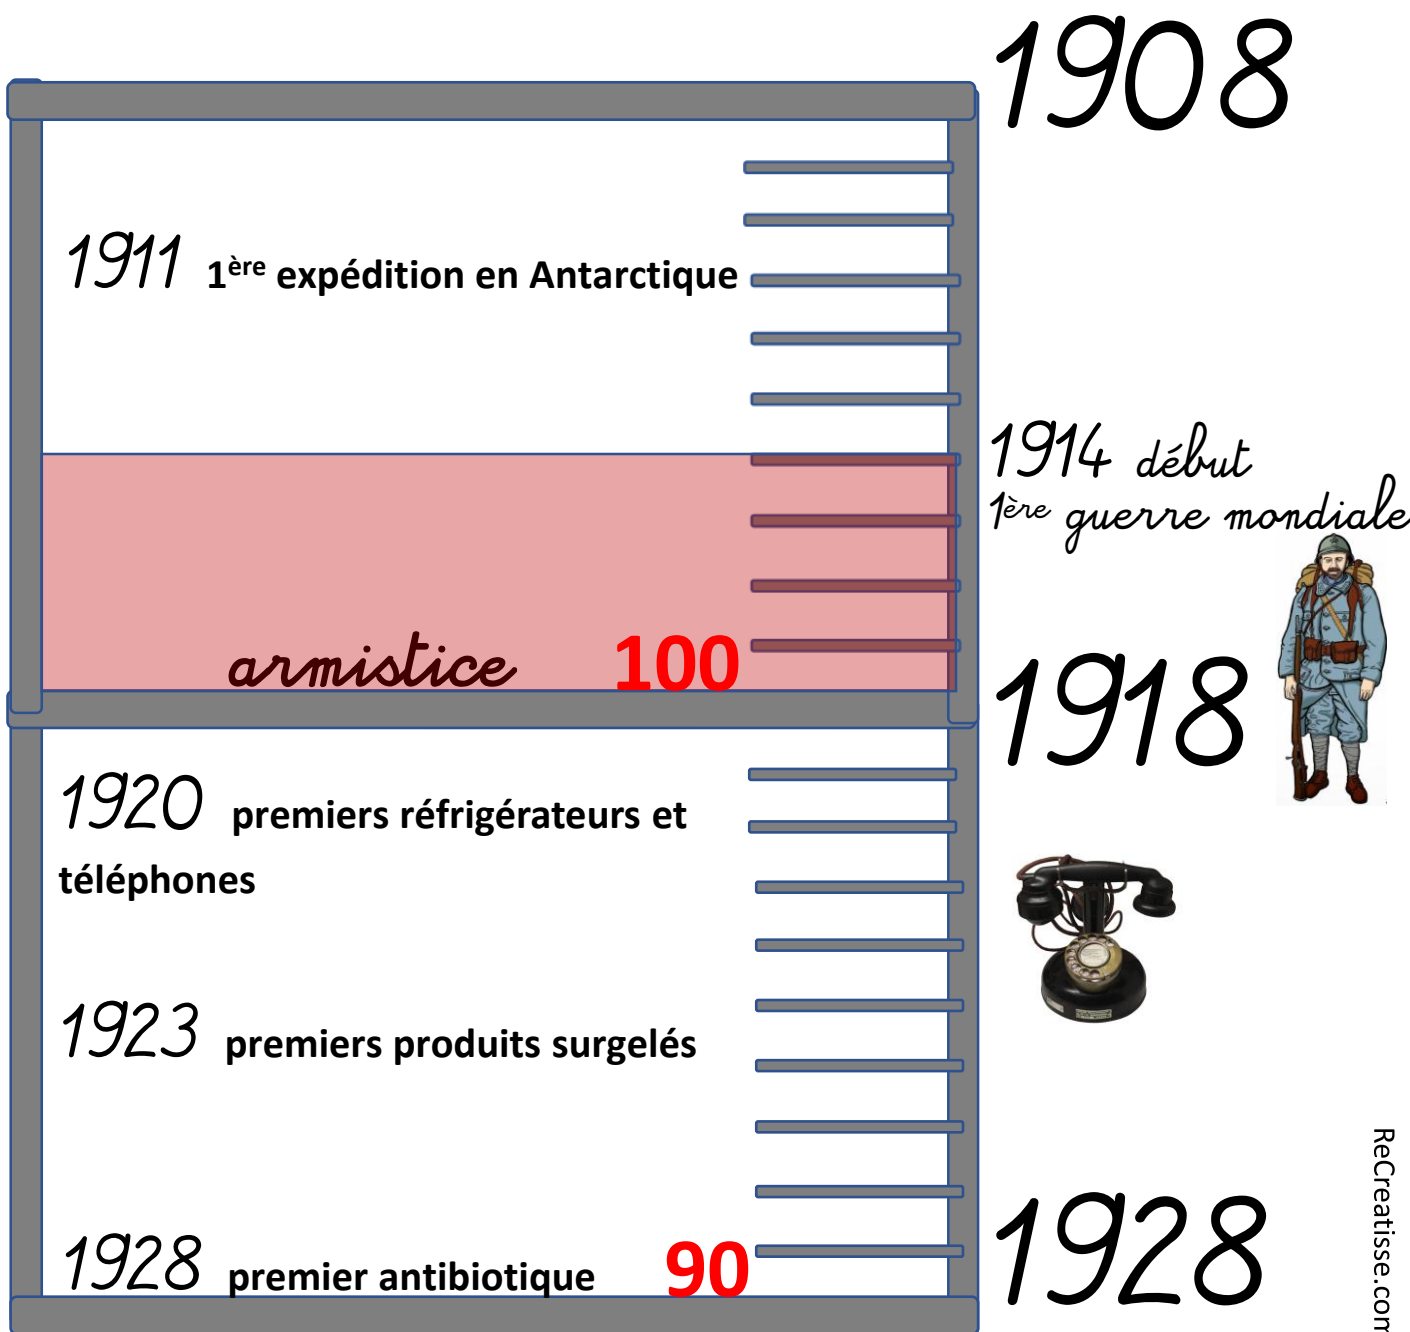 1908
1911 1ère expédition en Antarctique
1914 début
1ère guerre mondiale
armistice 100
1918
1920 premiers réfrigérateurs et
téléphones
1923 premiers produits surgelés
1928 premier antibiotique 90
1928
ReCreatisse.com